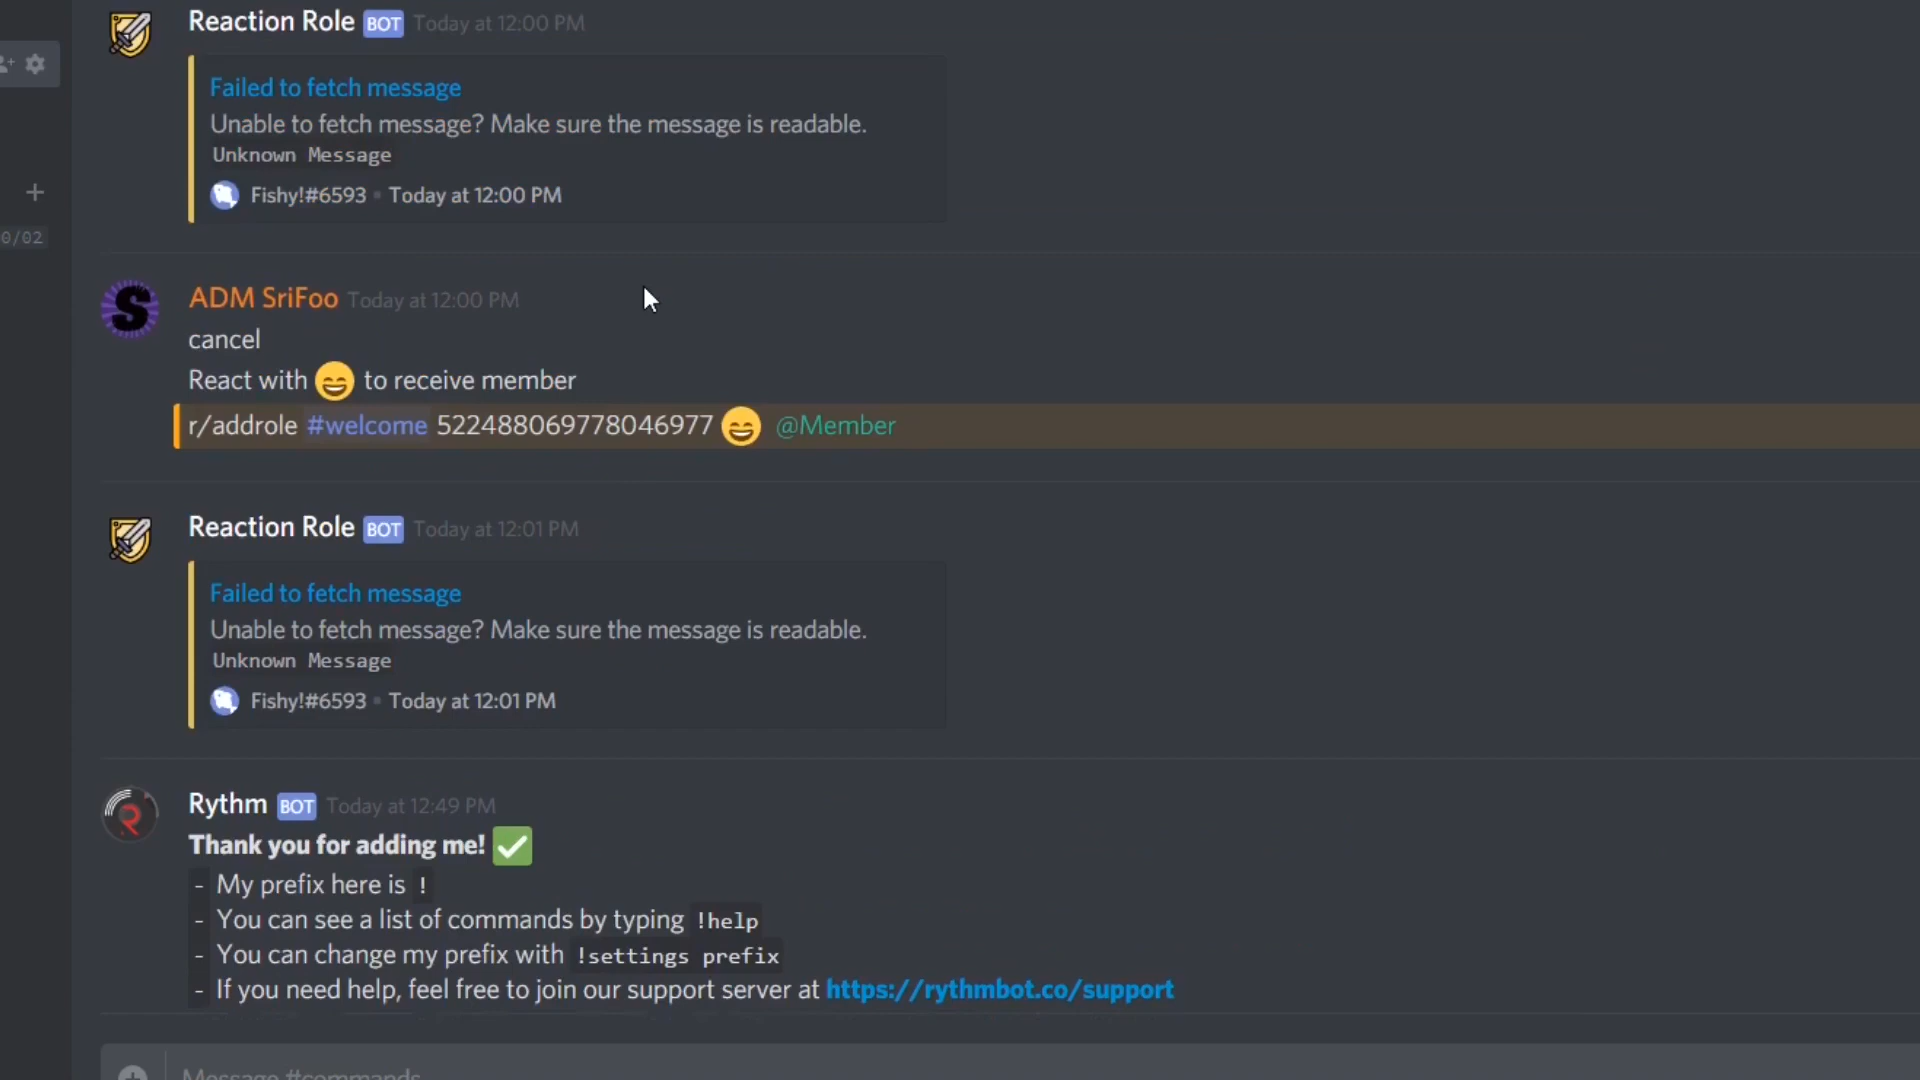 Reaction Role BOT Today at 12:00 PM
Failed to fetch message
Unable to fetch message? Make sure the message is readable.
Unknown Message
Fishy!#6593 • Today at 12:00 PM
0/02
ADM SriFoo Today at 12:00 PM
cancel
React with 😄 to receive member
r/addrole #welcome 522488069778046977 😄 @Member
Reaction Role BOT Today at 12:01 PM
Failed to fetch message
Unable to fetch message? Make sure the message is readable.
Unknown Message
Fishy!#6593 • Today at 12:01 PM
Rythm BOT Today at 12:49 PM
Thank you for adding me! ✅
- My prefix here is !
- You can see a list of commands by typing !help
- You can change my prefix with !settings prefix
- If you need help, feel free to join our support server at https://rythmbot.co/support
Message #commands